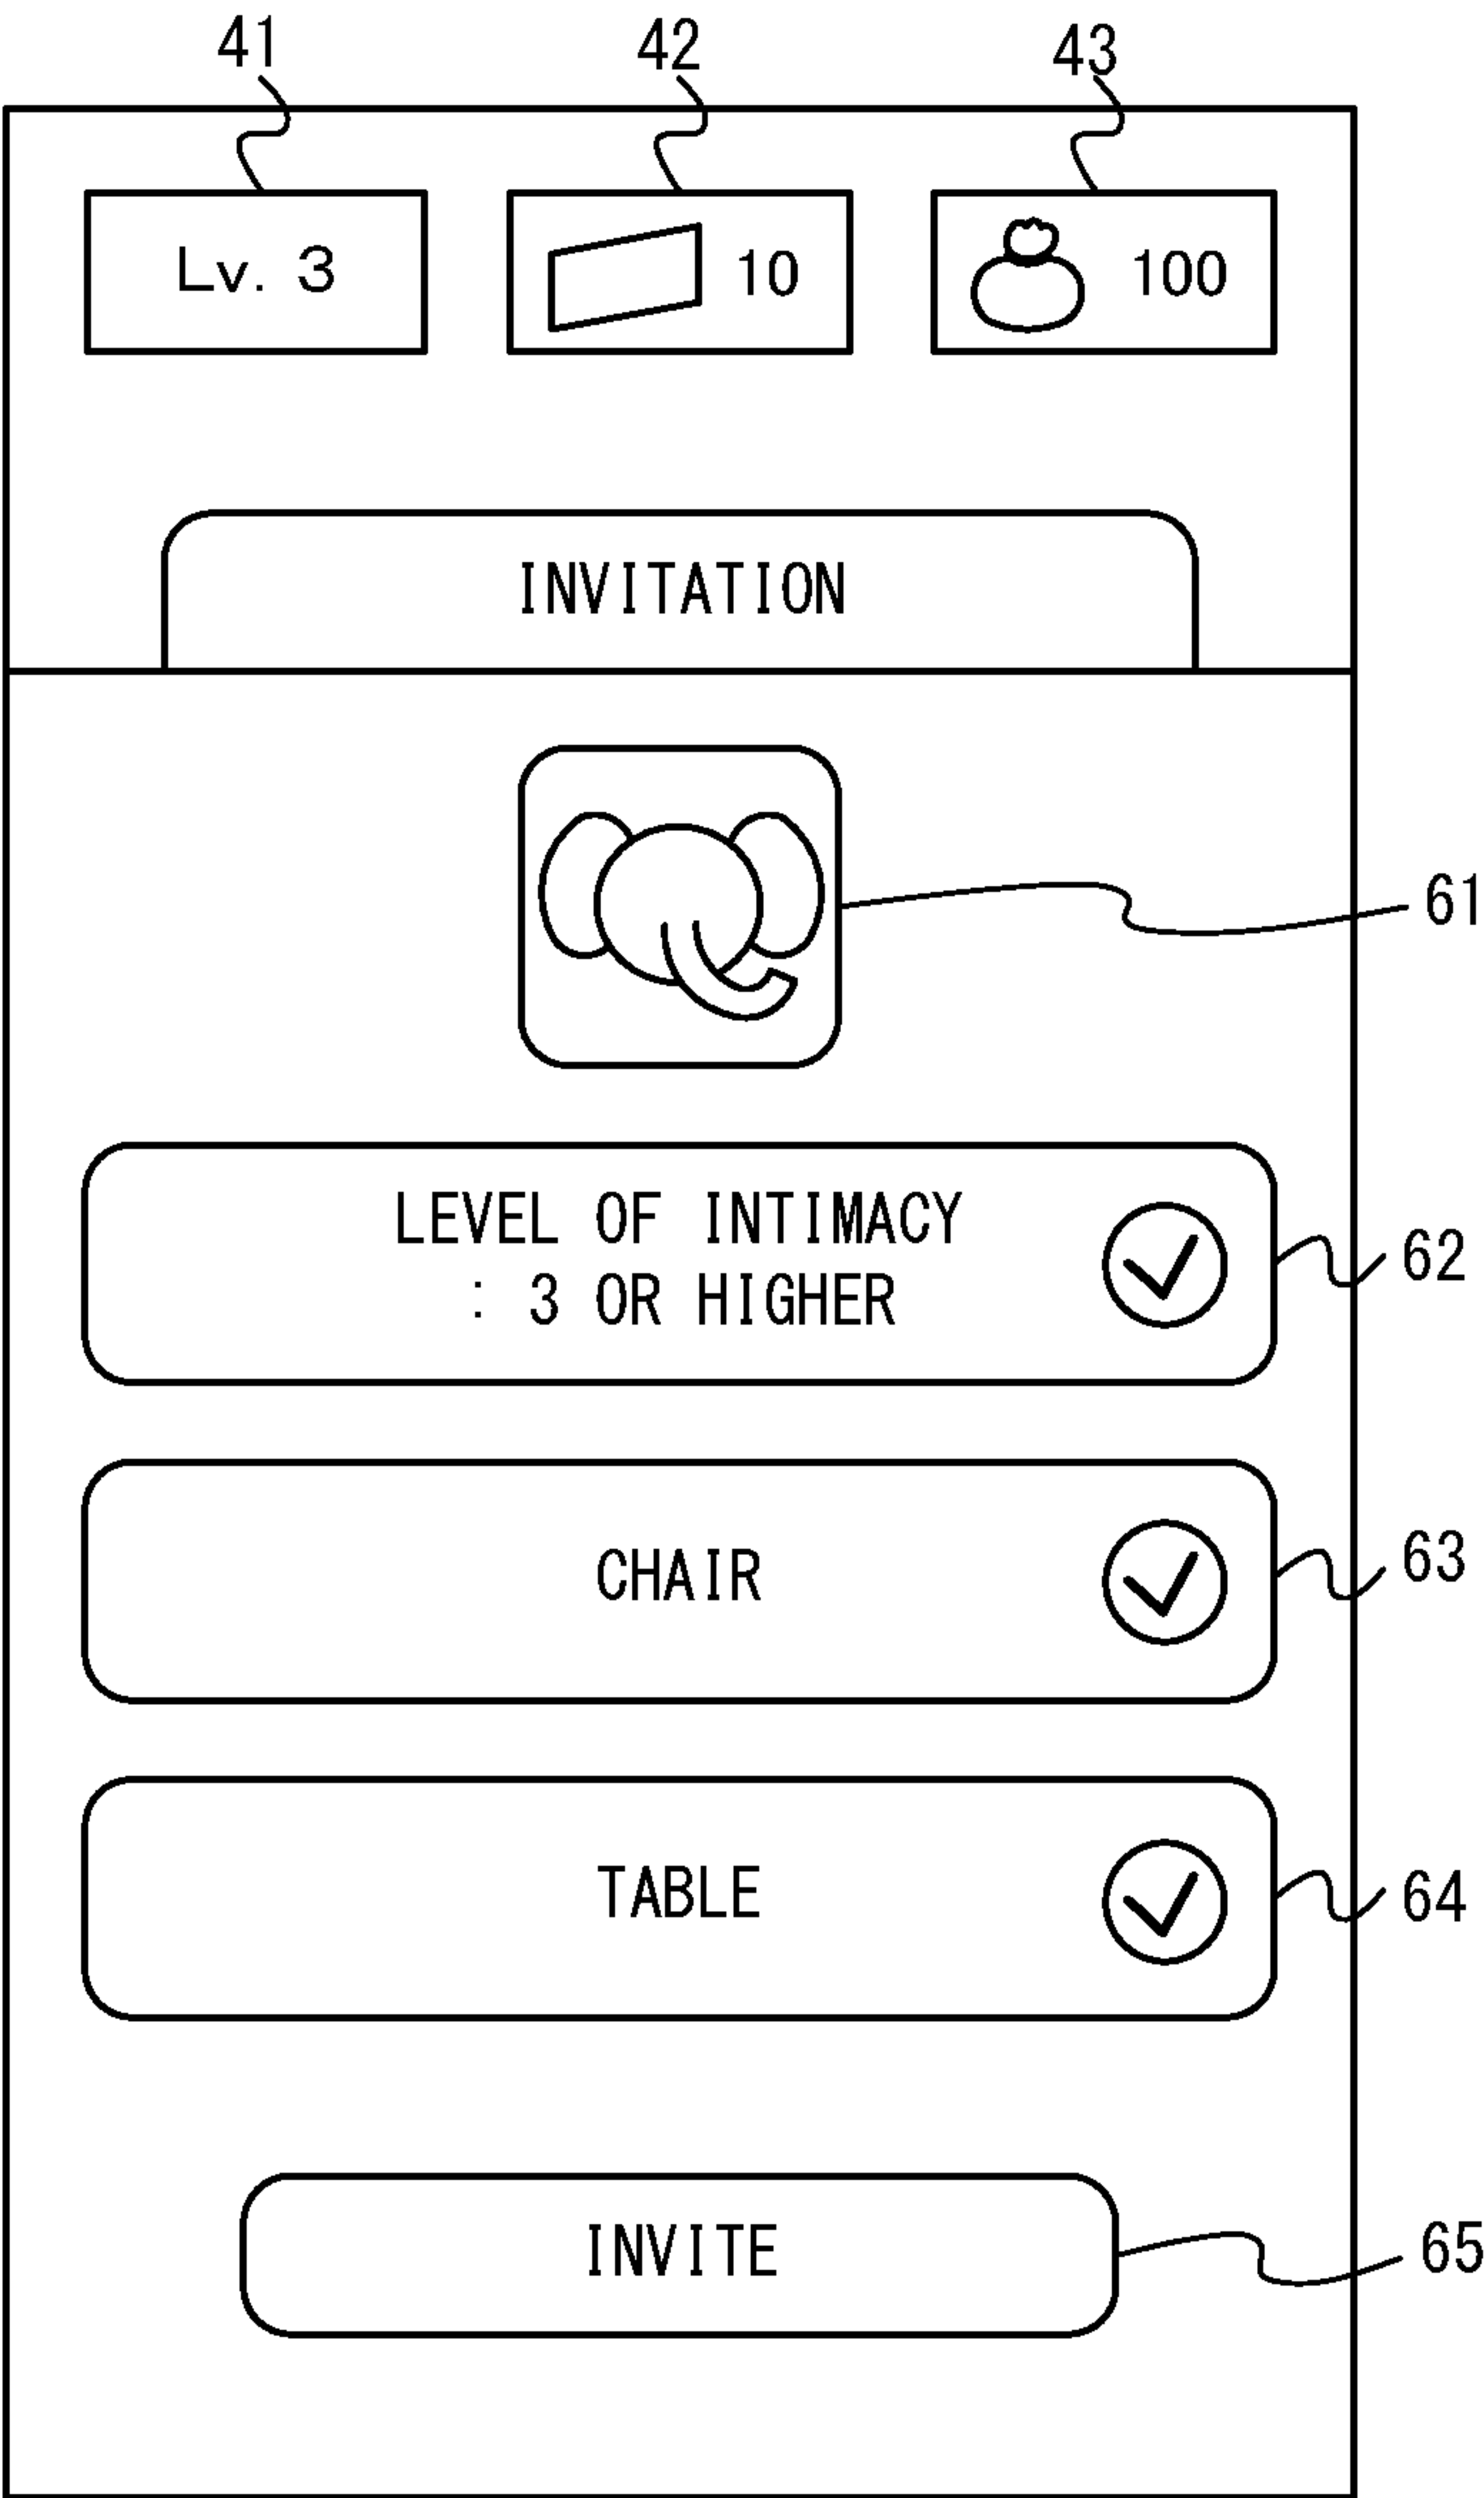 41 42 43
Lv. 3 10 100
INVITATION
61
LEVEL OF INTIMACY
: 3 OR HIGHER
62
CHAIR
63
TABLE
64
INVITE
65